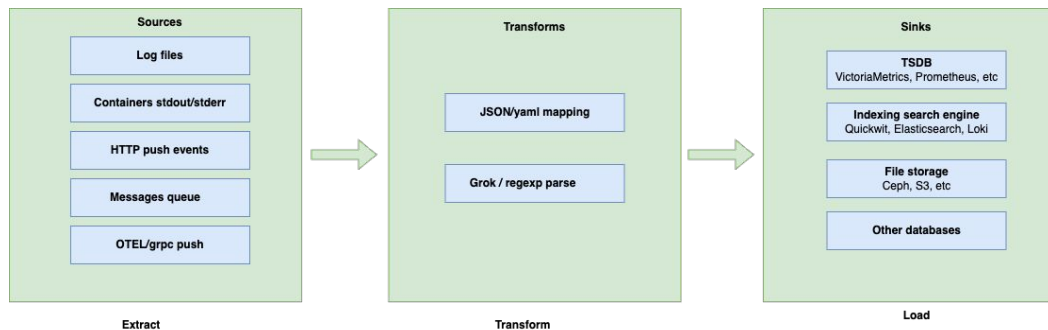 Sources
Log files
Containers stdout/stderr
HTTP push events
Messages queue
OTEL/grpc push
Extract
Transforms
JSON/yaml mapping
Grok / regexp parse
Transform
Sinks
TSDB
VictoriaMetrics, Prometheus, etc
Indexing search engine
Quickwit, Elasticsearch, Loki
File storage
Ceph, S3, etc
Other databases
Load